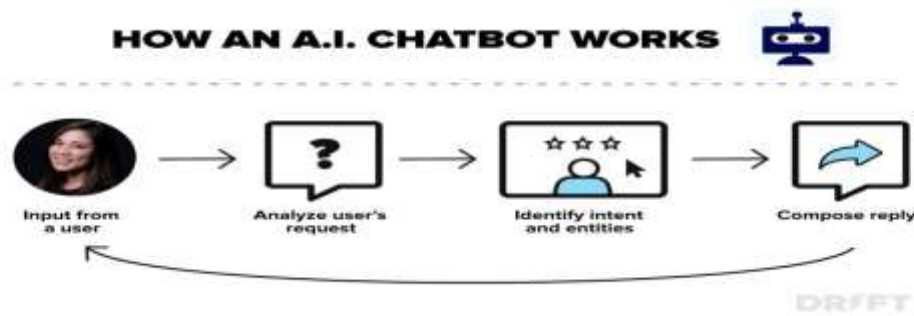 HOW AN A.I. CHATBOT WORKS
?
Input from
a user
Analyze user's
request
Identify intent
and entities
Compose reply
DRIFT